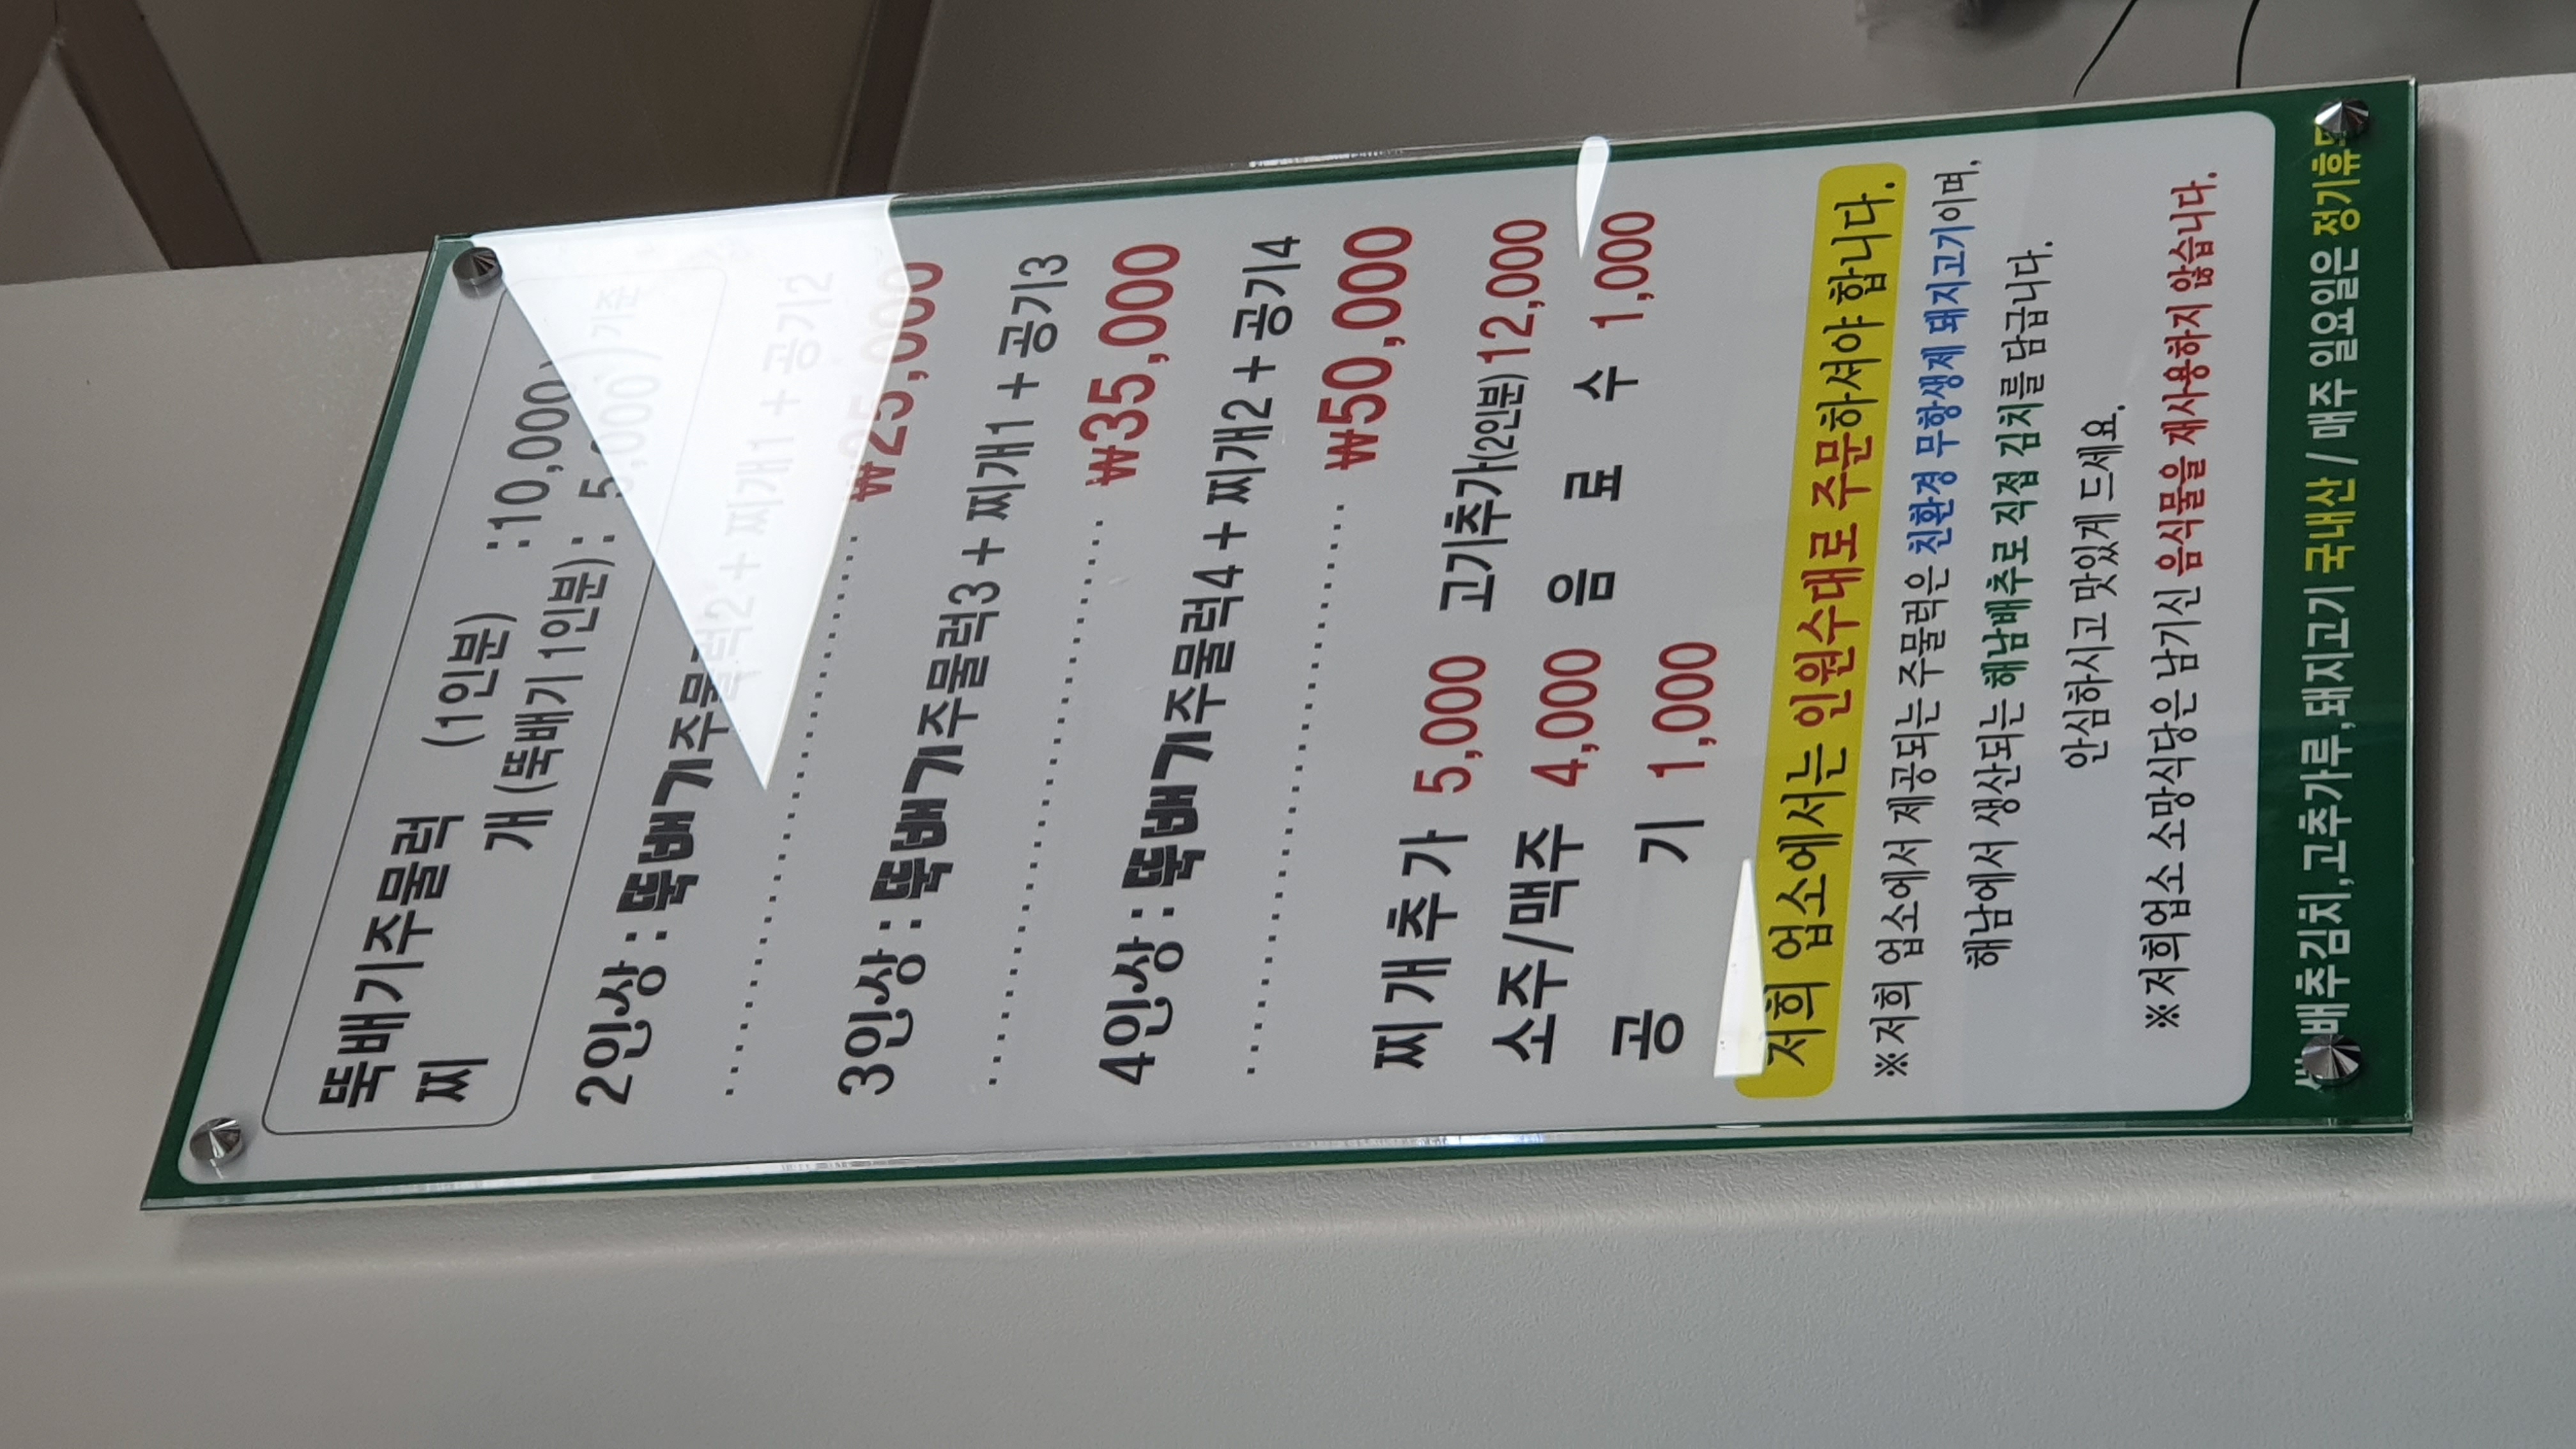 뚝배기주물럭 (1인분) :10,000)
찌 개 (뚝배기 1인분) : 5,000) 기준
2인상 : 뚝배기주물럭2 + 찌개1 + 공기2
₩25,000
3인상 : 뚝배기주물럭3 + 찌개1 + 공기3
₩35,000
4인상 : 뚝배기주물럭4 + 찌개2 + 공기4
₩50,000
찌개추가 5,000 고기추가(2인분) 12,000
소주/맥주 4,000 음료수 1,000
공 기 1,000
저희 업소에서는 인원수대로 주문하셔야 합니다.
※저희 업소에서 제공되는 주물럭은 친환경 무항생제 돼지고기이며,
해남에서 생산되는 해남배추로 직접 김치를 담급니다.
안심하시고 맛있게 드세요.
※저희업소 소망식당은 남기신 음식물을 재사용하지 않습니다.
배추김치,고추가루,돼지고기 국내산 / 매주 일요일은